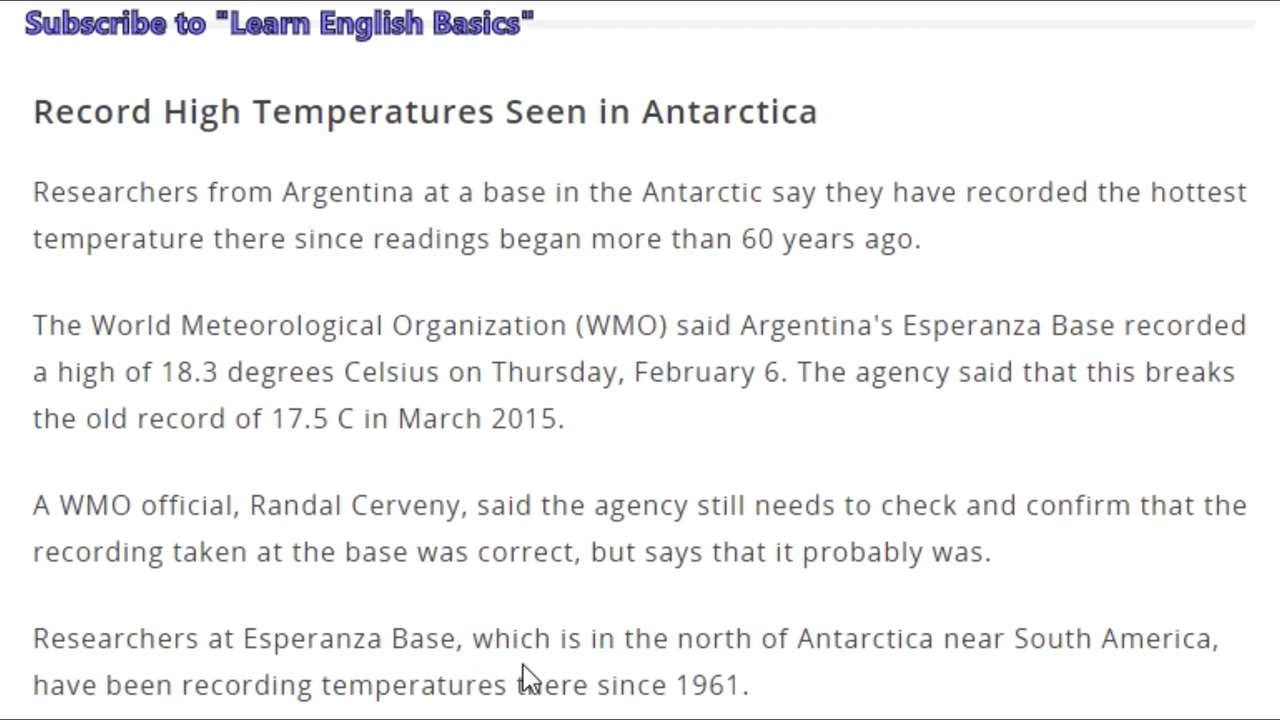 Subscribe to "Learn English Basics"
Record High Temperatures Seen in Antarctica
Researchers from Argentina at a base in the Antarctic say they have recorded the hottest
temperature there since readings began more than 60 years ago.
The World Meteorological Organization (WMO) said Argentina's Esperanza Base recorded
a high of 18.3 degrees Celsius on Thursday, February 6. The agency said that this breaks
the old record of 17.5 C in March 2015.
A WMO official, Randal Cerveny, said the agency still needs to check and confirm that the
recording taken at the base was correct, but says that it probably was.
Researchers at Esperanza Base, which is in the north of Antarctica near South America,
have been recording temperatures there since 1961.